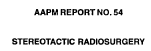 AAPM REPORT NO. 54
STEREOTACTIC RADIOSURGERY